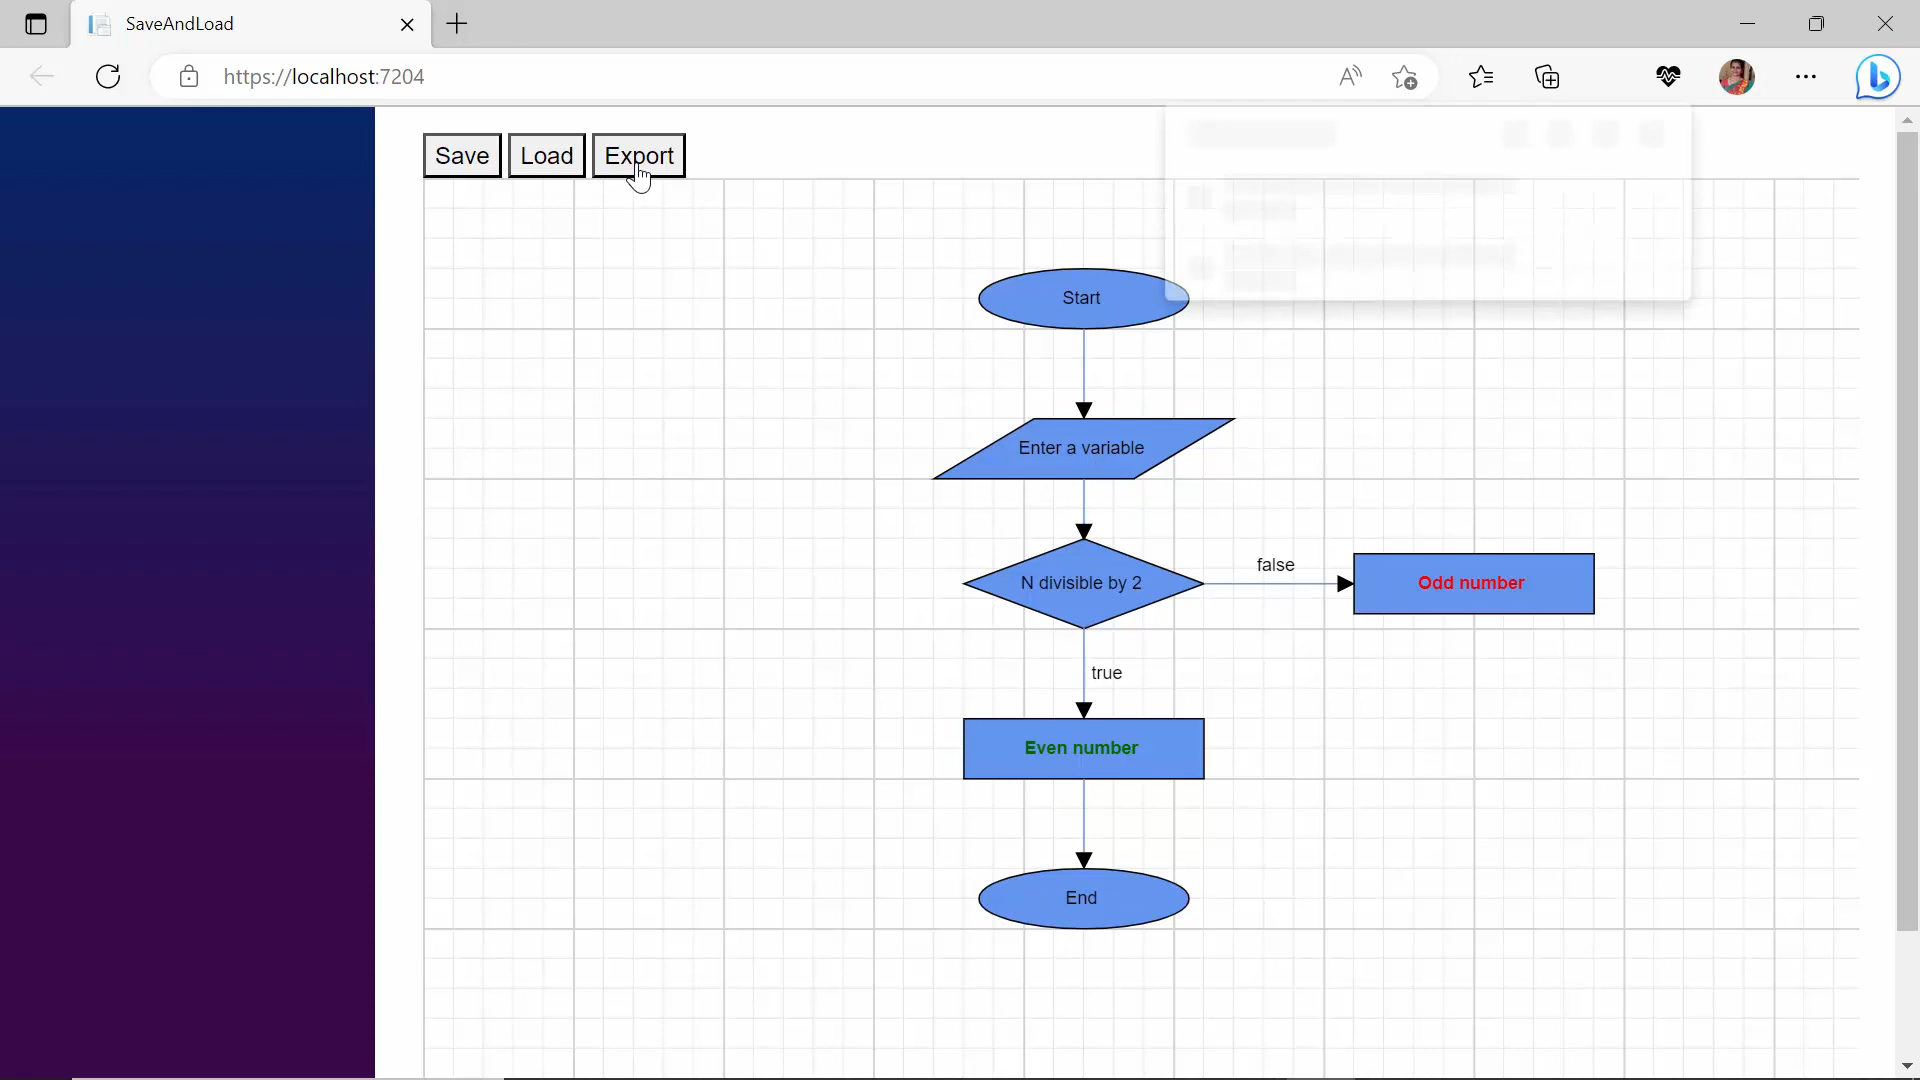 SaveAndLoad
https://localhost:7204
Save Load Export
Start
Enter a variable
N divisible by 2
false
Odd number
true
Even number
End